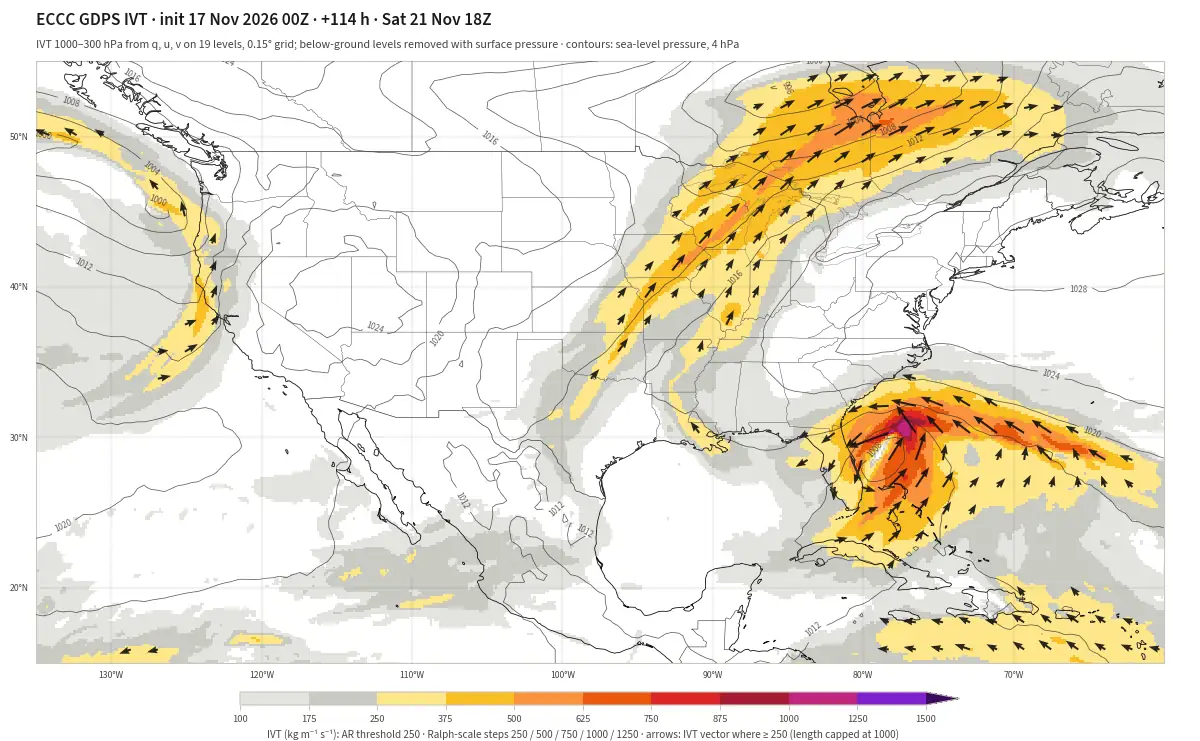 ECCC GDPS IVT · init 17 Nov 2026 00Z · +114 h · Sat 21 Nov 18Z
IVT 1000–300 hPa from q, u, v on 19 levels, 0.15° grid; below-ground levels removed with surface pressure · contours: sea-level pressure, 4 hPa
1016
1008
1016
50°N
1008
1012
1004
1000
1012
1016
40°N
1028
1024
1020
1024
30°N
1020
1008
1012
1012
1012
1020
20°N
1012
130°W 120°W 110°W 100°W 90°W 80°W 70°W
100 175 250 375 500 625 750 875 1000 1250 1500
IVT (kg m⁻¹ s⁻¹): AR threshold 250 · Ralph-scale steps 250 / 500 / 750 / 1000 / 1250 · arrows: IVT vector where ≥ 250 (length capped at 1000)